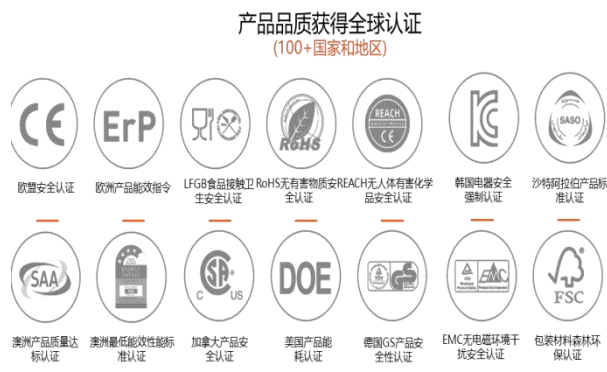 产品品质获得全球认证
(100+国家和地区)
CE
ErP
RoHS
REACH
CE
KC
SASO
欧盟安全认证
欧洲产品能效指令
LFGB食品接触卫
生安全认证
RoHS无有害物质安
全认证
REACH无人体有害化学
品安全认证
韩国电器安全
强制认证
沙特阿拉伯产品标
准认证
SAA
SA
C US
DOE
GS
EMC
FSC
澳洲产品质量达
标认证
澳洲最低能效性能标
准认证
加拿大产品安
全认证
美国产品能
耗认证
德国GS产品安
全性认证
EMC无电磁环境干
扰安全认证
包装材料森林环
保认证